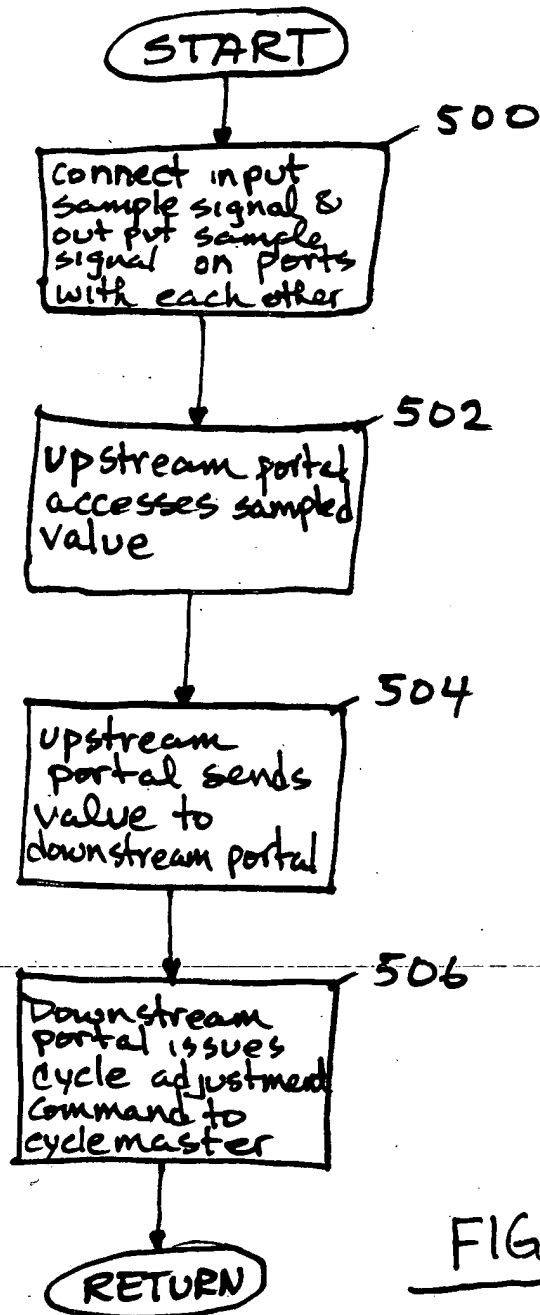 START
500
connect input
sample signal &
out put sample
signal on ports
with each other
502
upstream portal
accesses sampled
value
504
upstream
portal sends
value to
downstream portal
506
Downstream
portal issues
cycle adjustment
command to
cycle master
RETURN
FIG